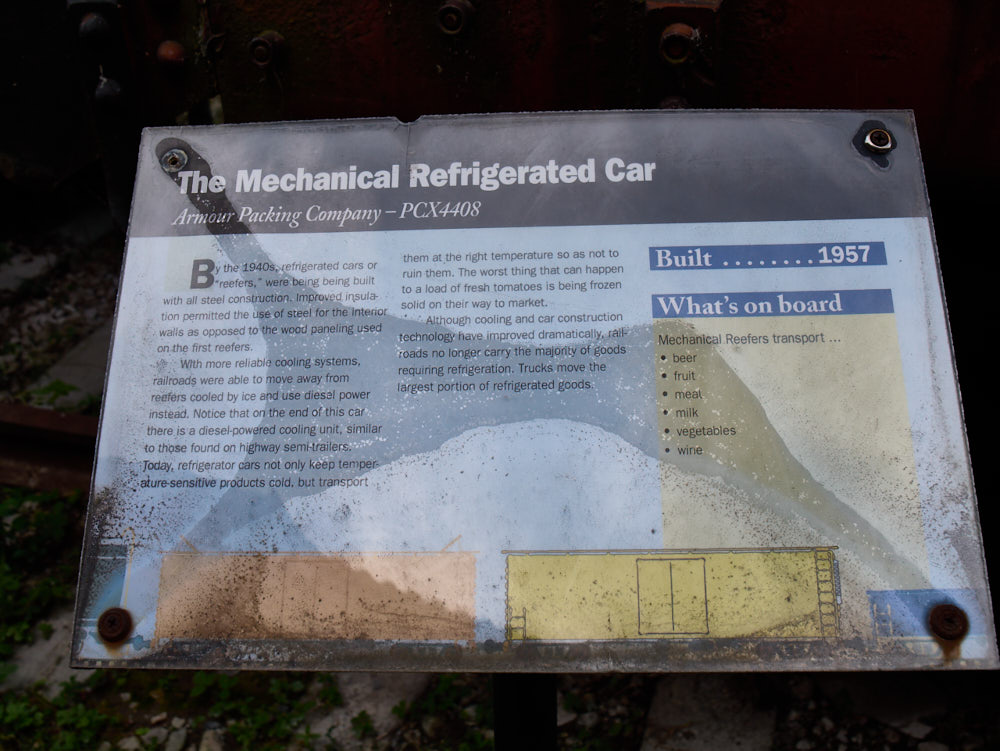 The Mechanical Refrigerated Car
Armour Packing Company – PCX4408
By the 1940s, refrigerated cars or
"reefers," were being being built
with all steel construction. Improved insula-
tion permitted the use of steel for the interior
walls as opposed to the wood paneling used
on the first reefers.
With more reliable cooling systems,
railroads were able to move away from
reefers cooled by ice and use diesel power
instead. Notice that on the end of this car
there is a diesel-powered cooling unit, similar
to those found on highway semi-trailers.
Today, refrigerator cars not only keep temper-
ature-sensitive products cold, but transport
them at the right temperature so as not to
ruin them. The worst thing that can happen
to a load of fresh tomatoes is being frozen
solid on their way to market.
Although cooling and car construction
technology have improved dramatically, rail-
roads no longer carry the majority of goods
requiring refrigeration. Trucks move the
largest portion of refrigerated goods.
Built ........ 1957
What's on board
Mechanical Reefers transport ...
• beer
• fruit
• meat
• milk
• vegetables
• wine